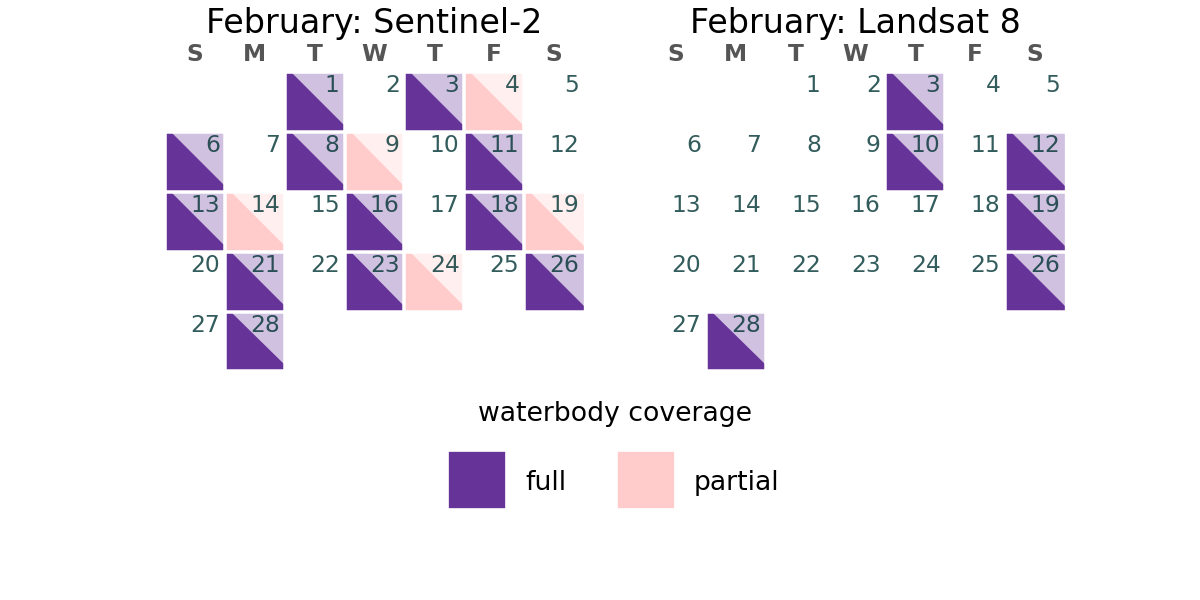 February: Sentinel-2
S M T W T F S
1 2 3 4 5
6 7 8 9 10 11 12
13 14 15 16 17 18 19
20 21 22 23 24 25 26
27 28
February: Landsat 8
S M T W T F S
1 2 3 4 5
6 7 8 9 10 11 12
13 14 15 16 17 18 19
20 21 22 23 24 25 26
27 28
waterbody coverage
full
partial